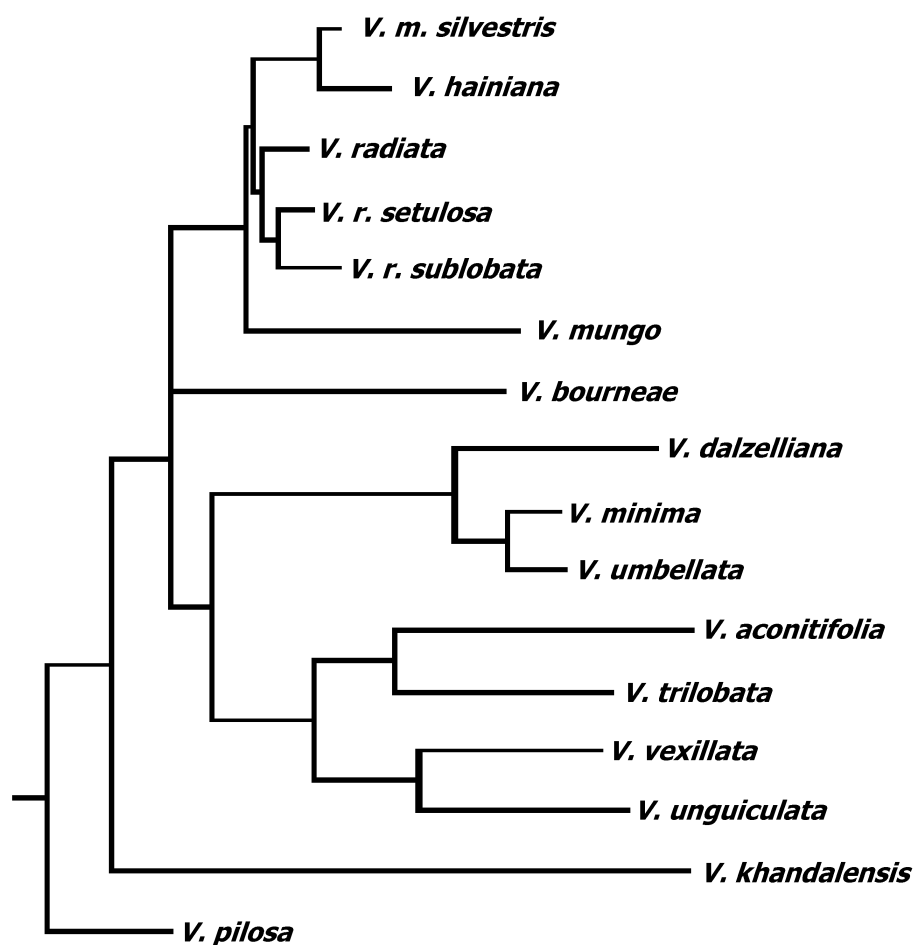 V. m. silvestris
V. hainiana
V. radiata
V. r. setulosa
V. r. sublobata
V. mungo
V. bourneae
V. dalzelliana
V. minima
V. umbellata
V. aconitifolia
V. trilobata
V. vexillata
V. unguiculata
V. khandalensis
V. pilosa